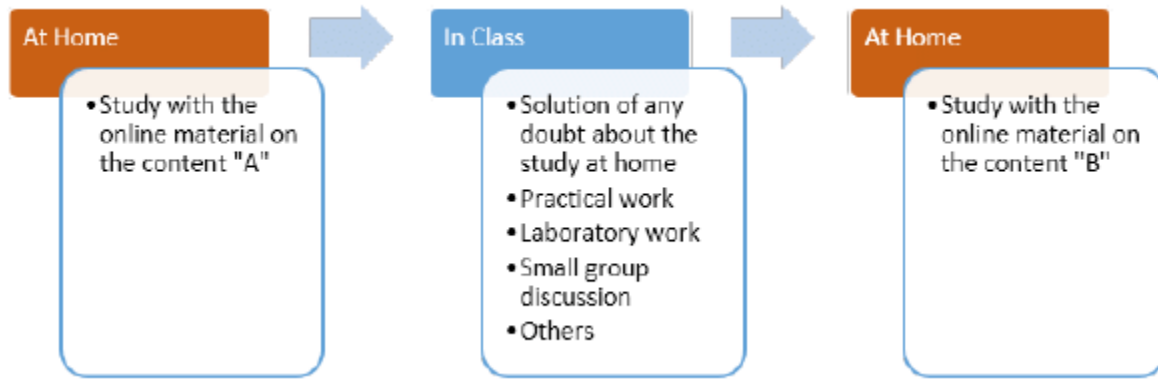 At Home
•Study with the
online material on
the content "A"
In Class
•Solution of any
doubt about the
study at home
•Practical work
•Laboratory work
•Small group
discussion
•Others
At Home
•Study with the
online material on
the content "B"